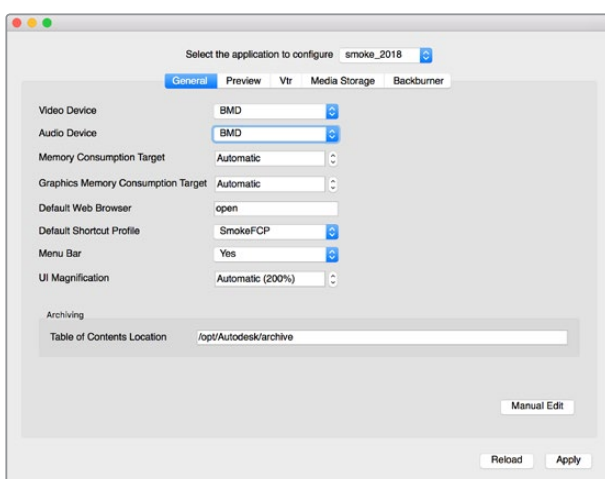 Select the application to configure smoke_2018
General Preview Vtr Media Storage Backburner
Video Device BMD
Audio Device BMD
Memory Consumption Target Automatic
Graphics Memory Consumption Target Automatic
Default Web Browser open
Default Shortcut Profile SmokeFCP
Menu Bar Yes
UI Magnification Automatic (200%)
Archiving
Table of Contents Location /opt/Autodesk/archive
Manual Edit
Reload Apply